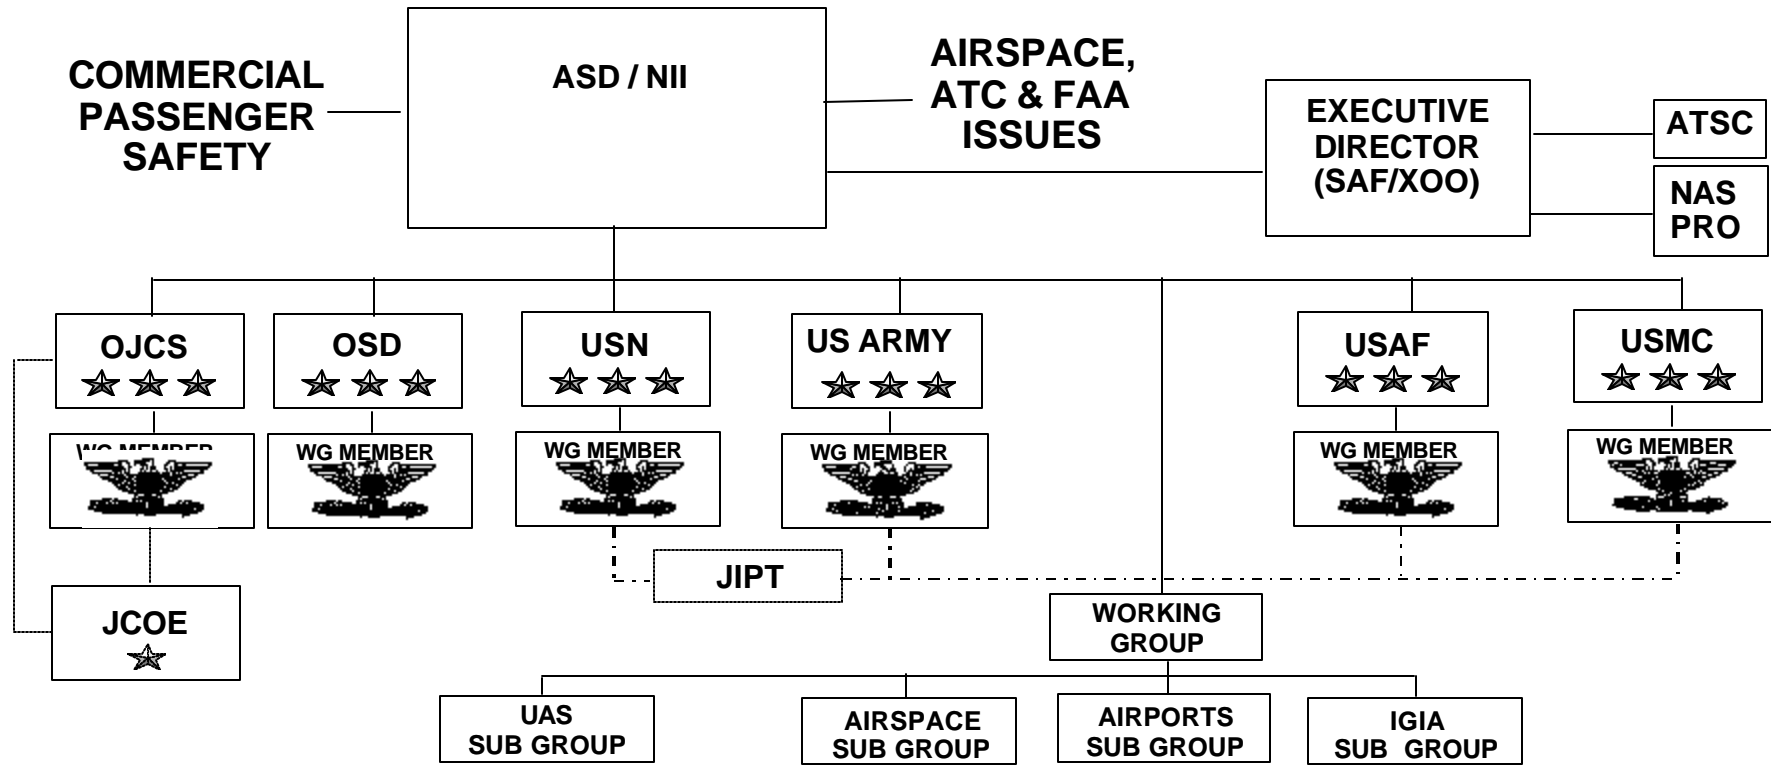 COMMERCIAL
PASSENGER
SAFETY
ASD / NII
AIRSPACE,
ATC & FAA
ISSUES
EXECUTIVE
DIRECTOR
(SAF/XOO)
ATSC
NAS
PRO
OJCS
OSD
USN
US ARMY
USAF
USMC
WG MEMBER
WG MEMBER
WG MEMBER
WG MEMBER
WG MEMBER
WG MEMBER
JIPT
JCOE
WORKING
GROUP
UAS
SUB GROUP
AIRSPACE
SUB GROUP
AIRPORTS
SUB GROUP
IGIA
SUB GROUP